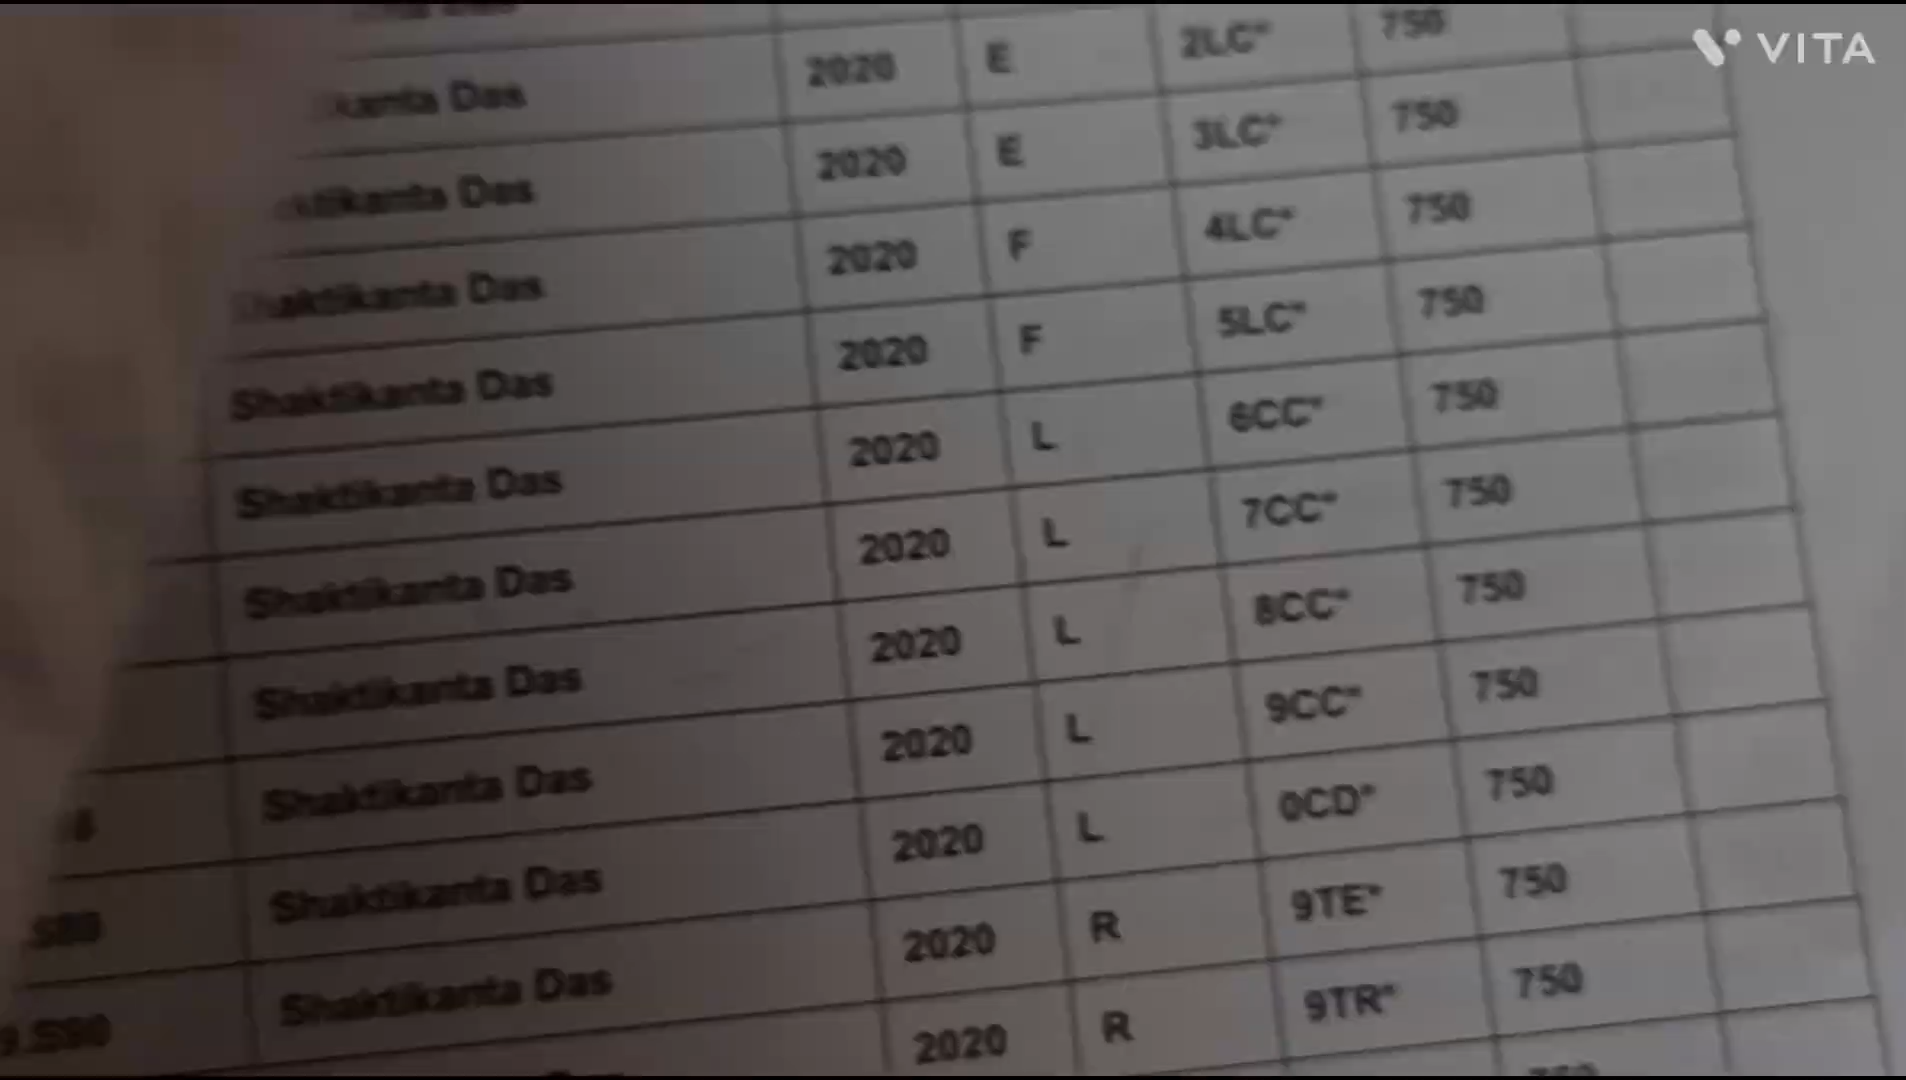 VITA
kanta Das 2020 E 2LC* 750
ktikanta Das 2020 E 3LC* 750
Shaktikanta Das 2020 F 4LC* 750
Shaktikanta Das 2020 F 5LC* 750
Shaktikanta Das 2020 L 6CC* 750
Shaktikanta Das 2020 L 7CC* 750
Shaktikanta Das 2020 L 8CC* 750
Shaktikanta Das 2020 L 9CC* 750
Shaktikanta Das 2020 L 0CD* 750
Shaktikanta Das 2020 R 9TE* 750
2020 R 9TR* 750